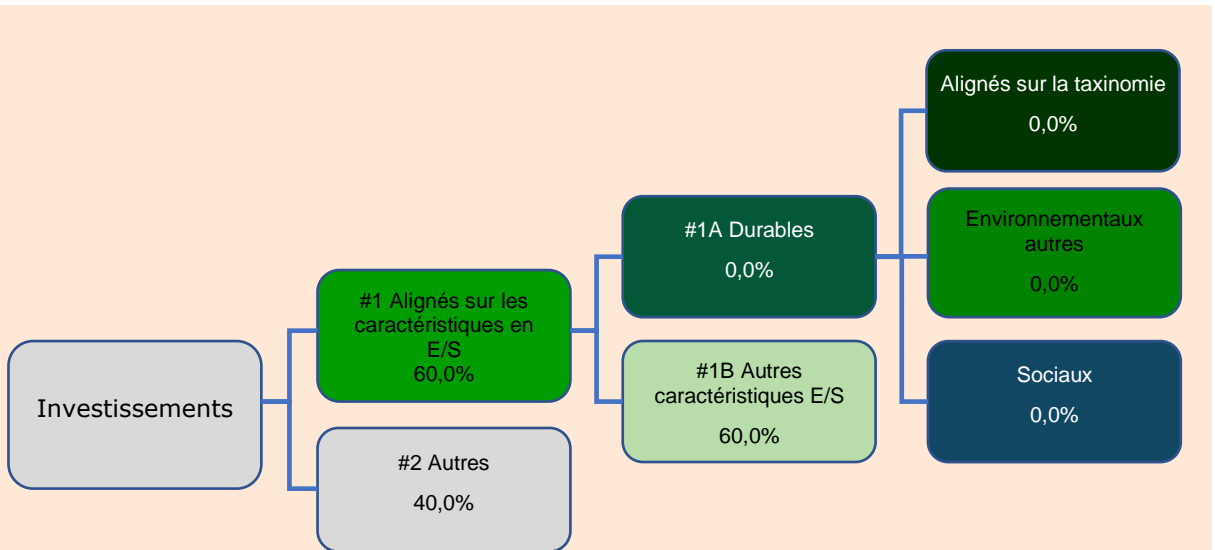 Investissements
#1 Alignés sur les
caractéristiques en
E/S
60,0%
#2 Autres
40,0%
#1A Durables
0,0%
#1B Autres
caractéristiques E/S
60,0%
Alignés sur la taxinomie
0,0%
Environnementaux
autres
0,0%
Sociaux
0,0%